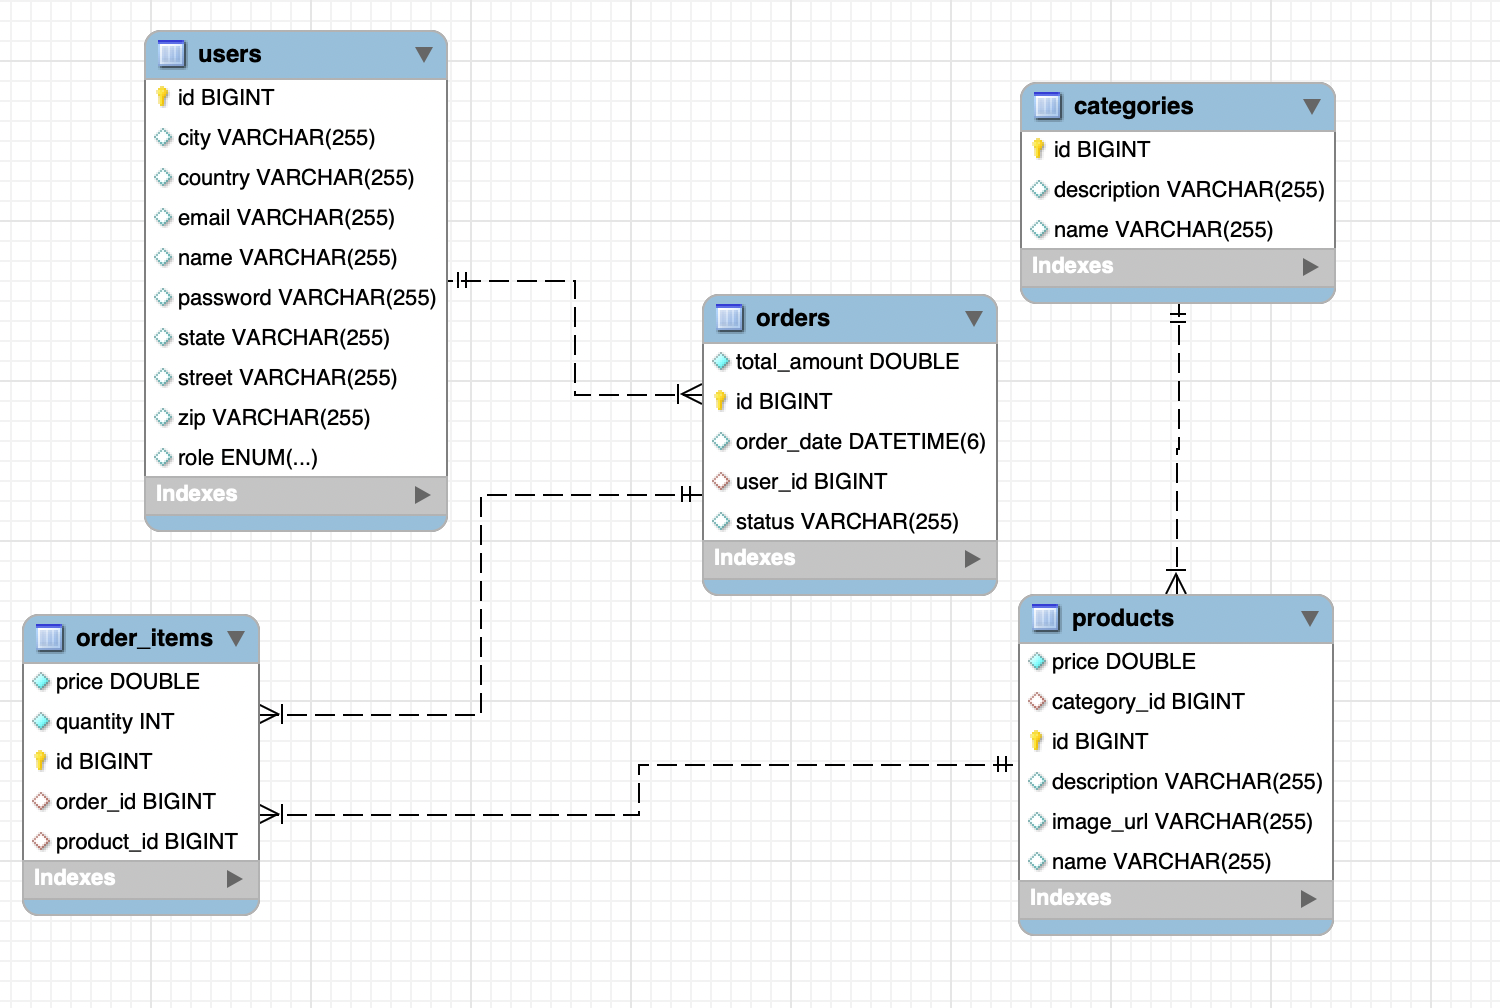 users
id BIGINT
city VARCHAR(255)
country VARCHAR(255)
email VARCHAR(255)
name VARCHAR(255)
password VARCHAR(255)
state VARCHAR(255)
street VARCHAR(255)
zip VARCHAR(255)
role ENUM(...)
Indexes
categories
id BIGINT
description VARCHAR(255)
name VARCHAR(255)
Indexes
orders
total_amount DOUBLE
id BIGINT
order_date DATETIME(6)
user_id BIGINT
status VARCHAR(255)
Indexes
order_items
price DOUBLE
quantity INT
id BIGINT
order_id BIGINT
product_id BIGINT
Indexes
products
price DOUBLE
category_id BIGINT
id BIGINT
description VARCHAR(255)
image_url VARCHAR(255)
name VARCHAR(255)
Indexes